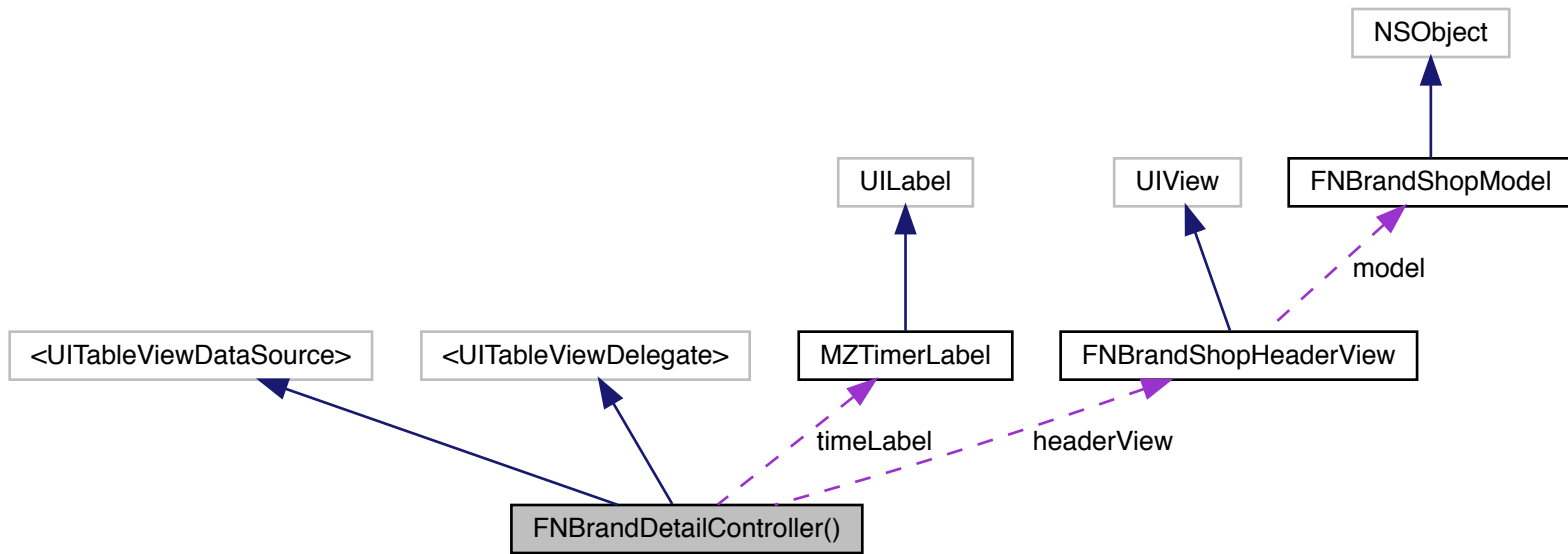 NSObject
UILabel
UIView
FNBrandShopModel
model
<UITableViewDataSource>
<UITableViewDelegate>
MZTimerLabel
FNBrandShopHeaderView
timeLabel
headerView
FNBrandDetailController()